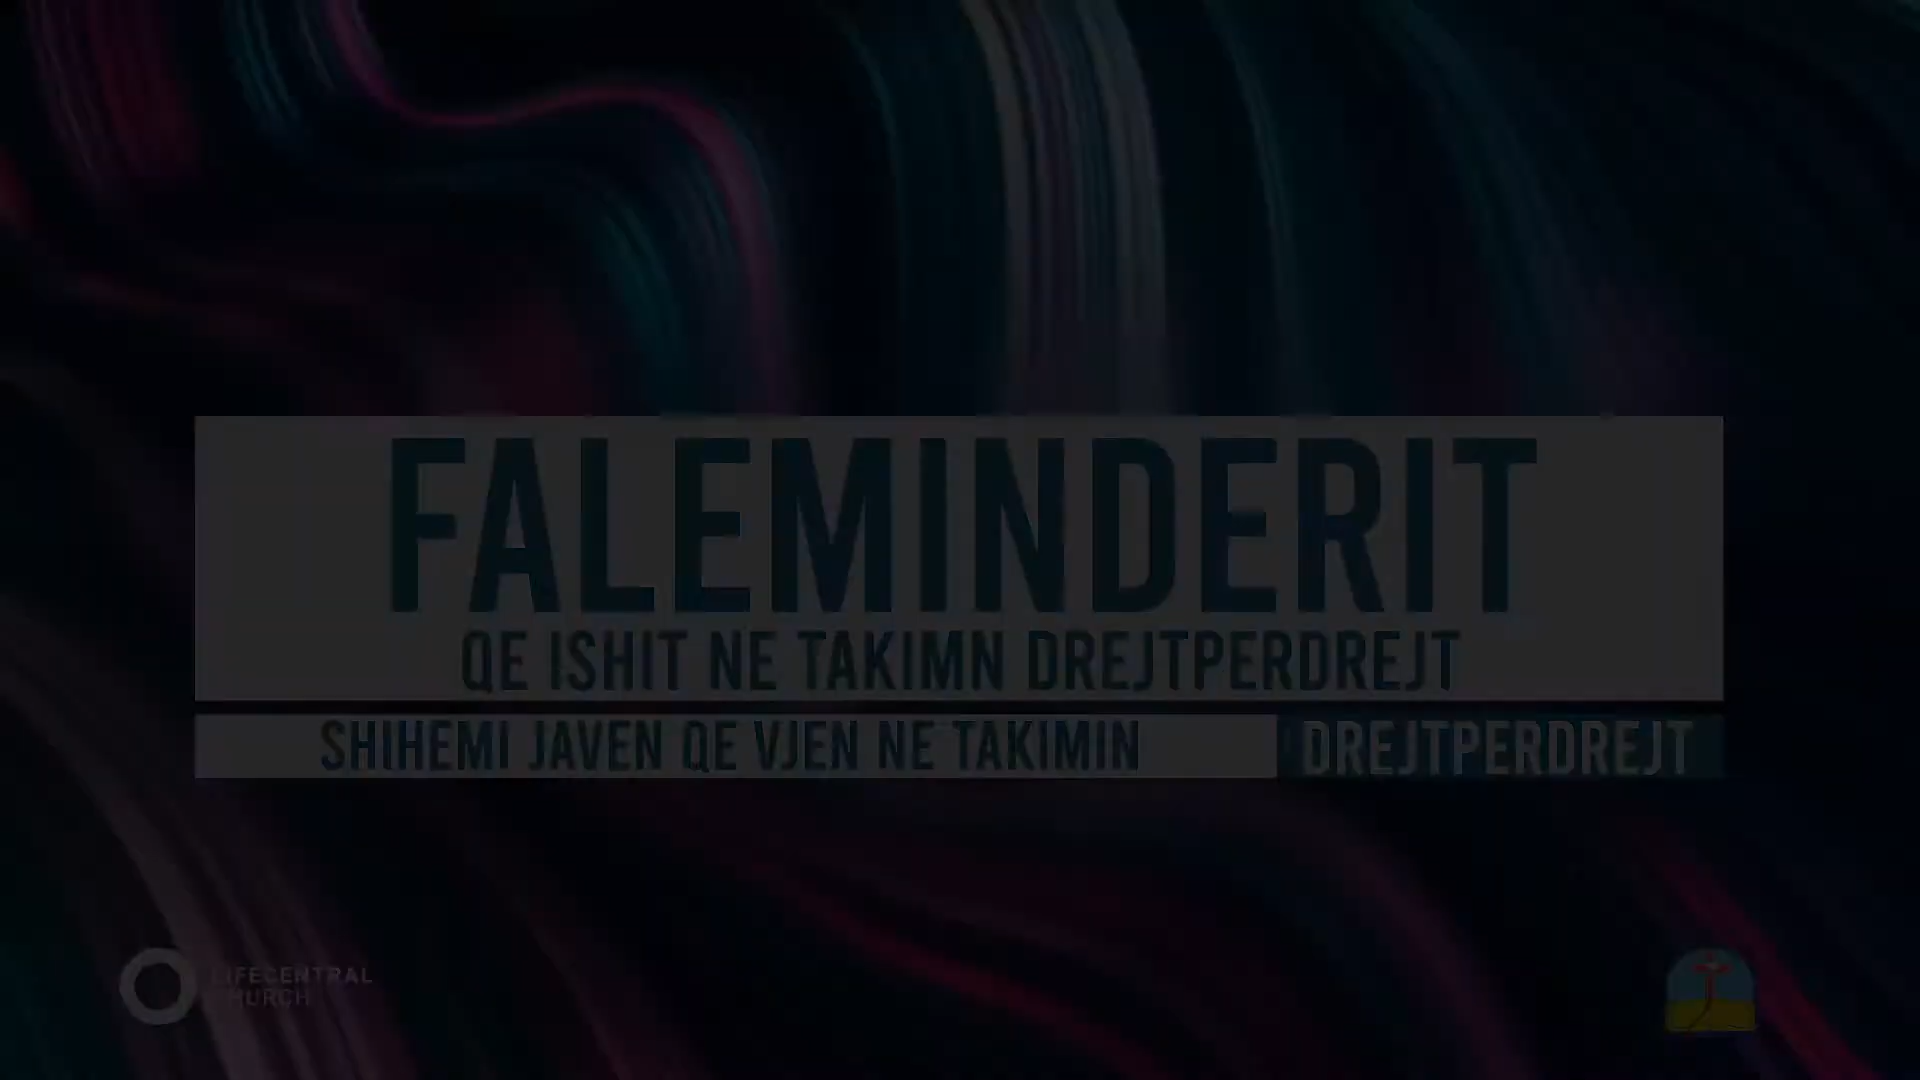 FALEMINDERIT
QE ISHIT NE TAKIMN DREJTPERDREJT
SHIHEMI JAVEN QE VJEN NE TAKIMIN DREJTPERDREJT
LIFECENTRAL
CHURCH